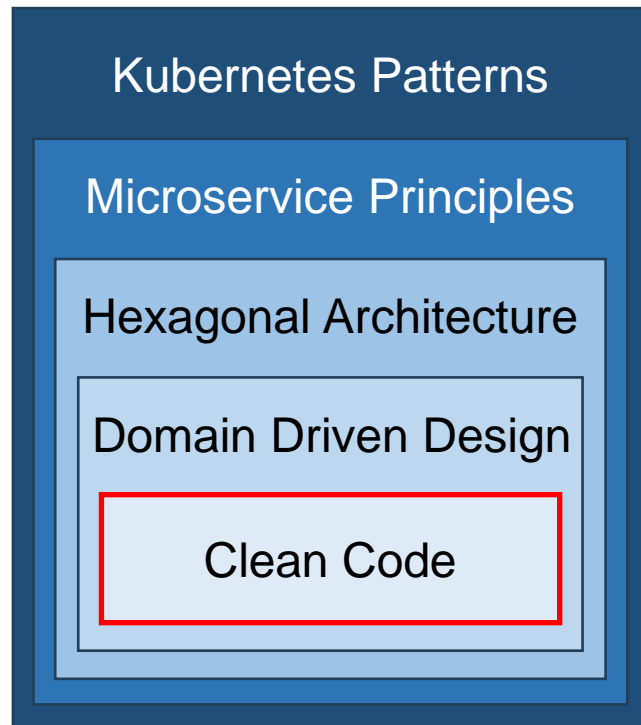 Kubernetes Patterns
Microservice Principles
Hexagonal Architecture
Domain Driven Design
Clean Code